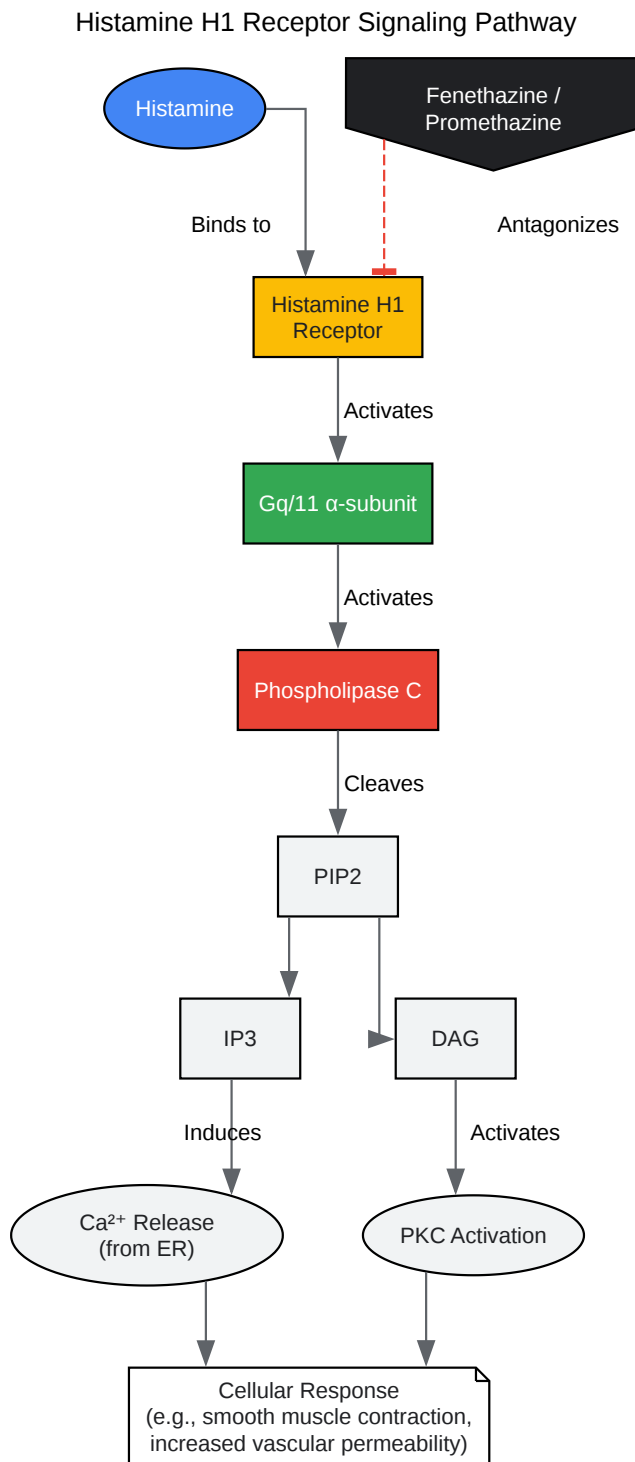 Histamine H1 Receptor Signaling Pathway
Histamine
Fenethazine /
Promethazine
Binds to
Antagonizes
Histamine H1
Receptor
Activates
Gq/11 α-subunit
Activates
Phospholipase C
Cleaves
PIP2
IP3
DAG
Induces
Activates
Ca²⁺ Release
(from ER)
PKC Activation
Cellular Response
(e.g., smooth muscle contraction,
increased vascular permeability)